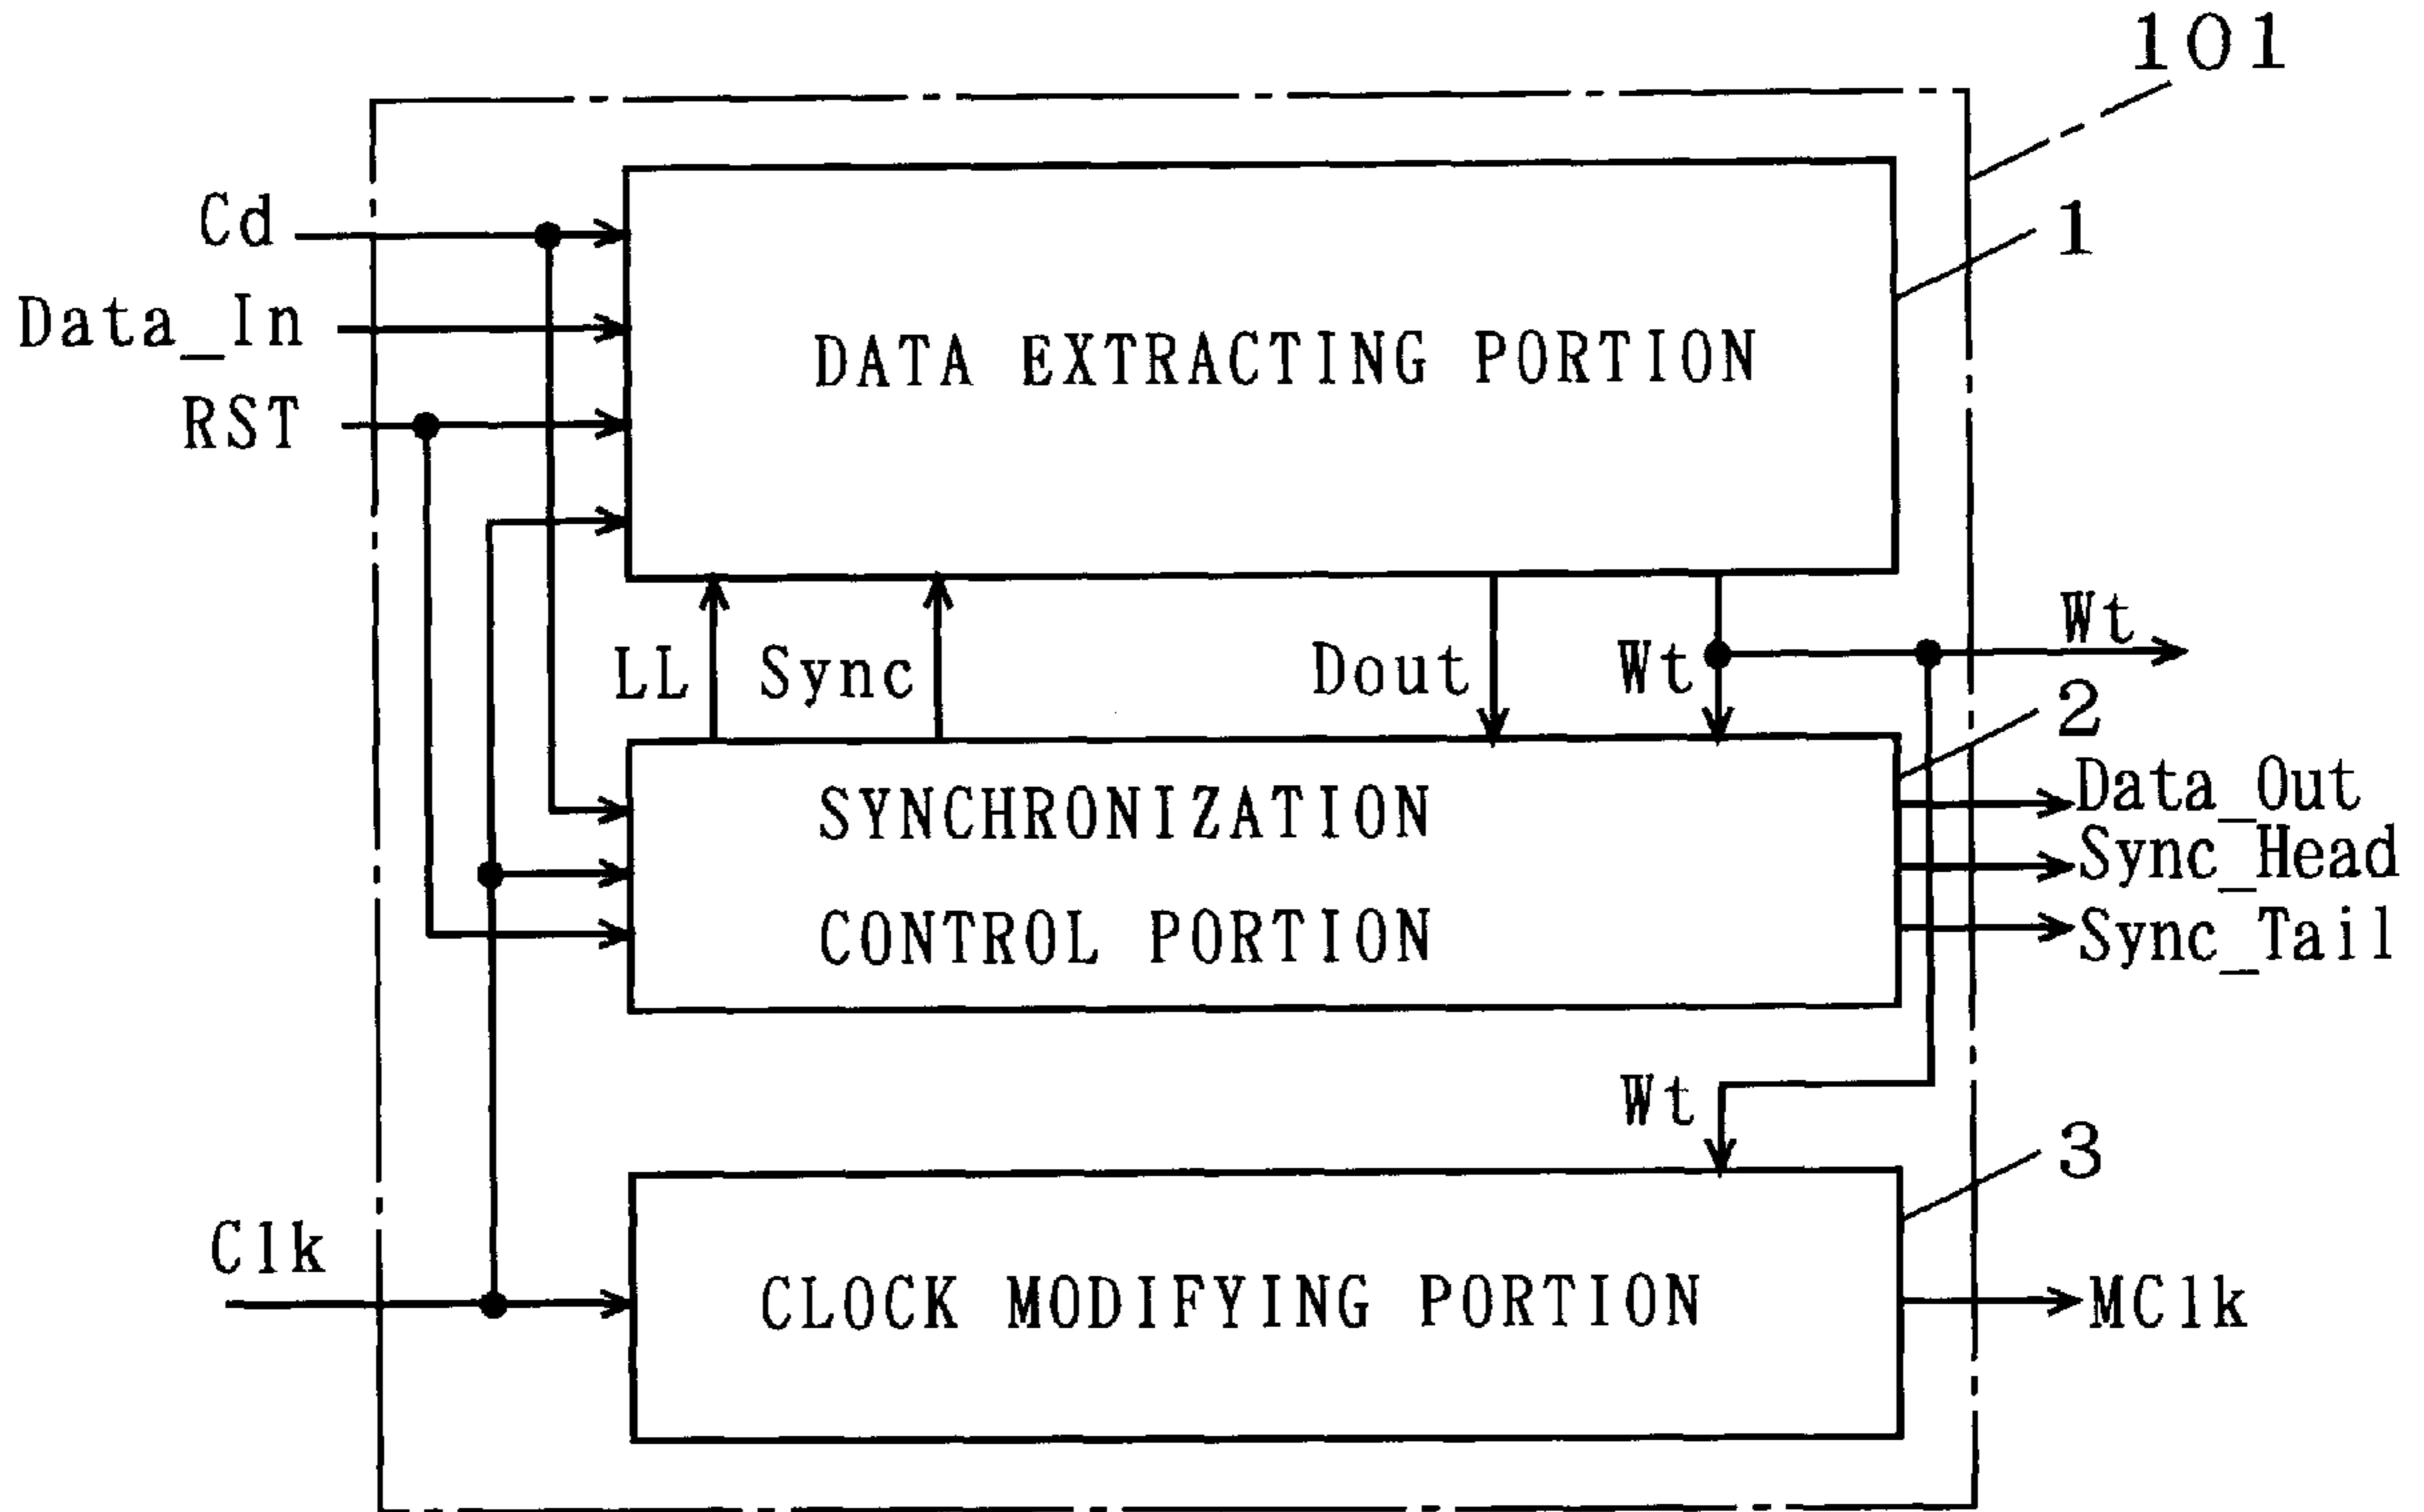 101
Cd
1
Data_In
DATA EXTRACTING PORTION
RST
Wt
LL
Sync
Dout
Wt
2
SYNCHRONIZATION
Data_Out
Sync_Head
CONTROL PORTION
Sync_Tail
Wt
3
Clk
CLOCK MODIFYING PORTION
MClk